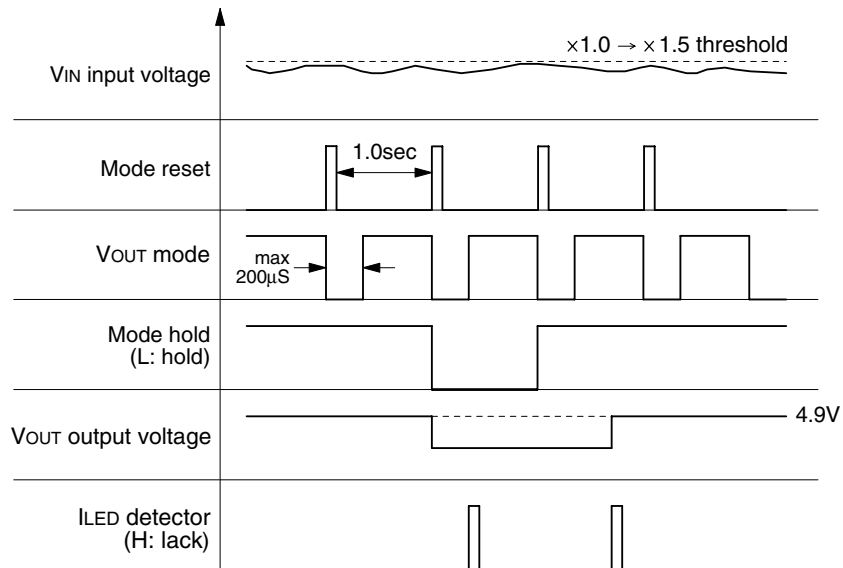 ×1.0 → ×1.5 threshold
VIN input voltage
Mode reset
1.0sec
VOUT mode
max
200μS
Mode hold
(L: hold)
VOUT output voltage
4.9V
ILED detector
(H: lack)